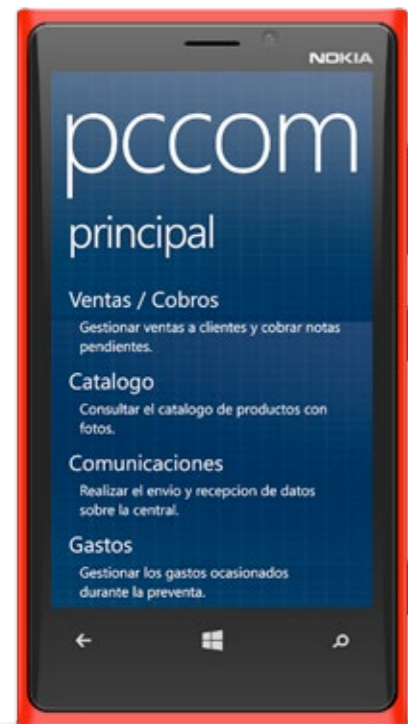 NOKIA
pccom
principal
Ventas / Cobros
Gestionar ventas a clientes y cobrar notas
pendientes.
Catalogo
Consultar el catalogo de productos con
fotos.
Comunicaciones
Realizar el envio y recepcion de datos
sobre la central.
Gastos
Gestionar los gastos ocasionados
durante la preventa.